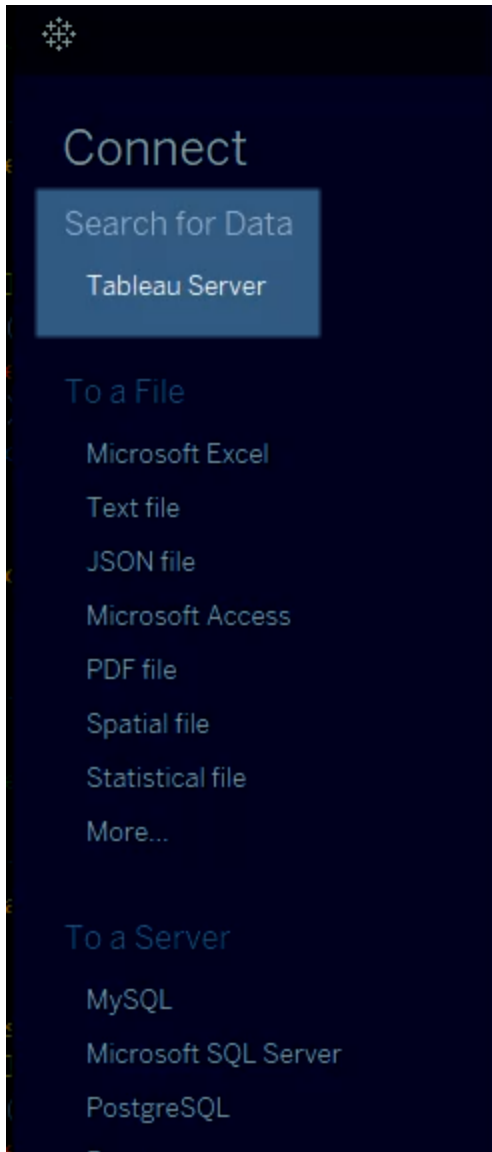 Connect
Search for Data
Tableau Server
To a File
Microsoft Excel
Text file
JSON file
Microsoft Access
PDF file
Spatial file
Statistical file
More...
To a Server
MySQL
Microsoft SQL Server
PostgreSQL